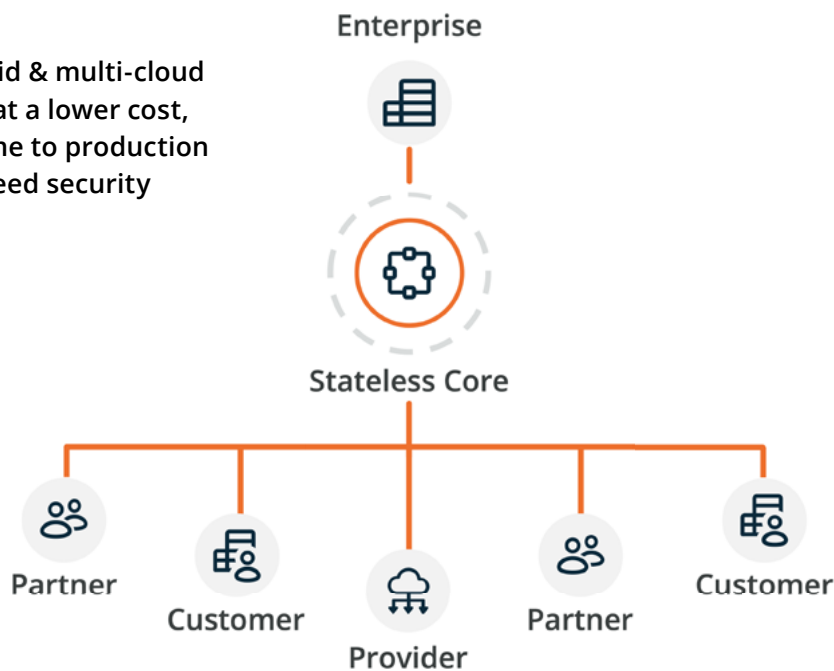 Enterprise
id & multi-cloud
at a lower cost,
ne to production
eed security
Stateless Core
Partner
Customer
Provider
Partner
Customer